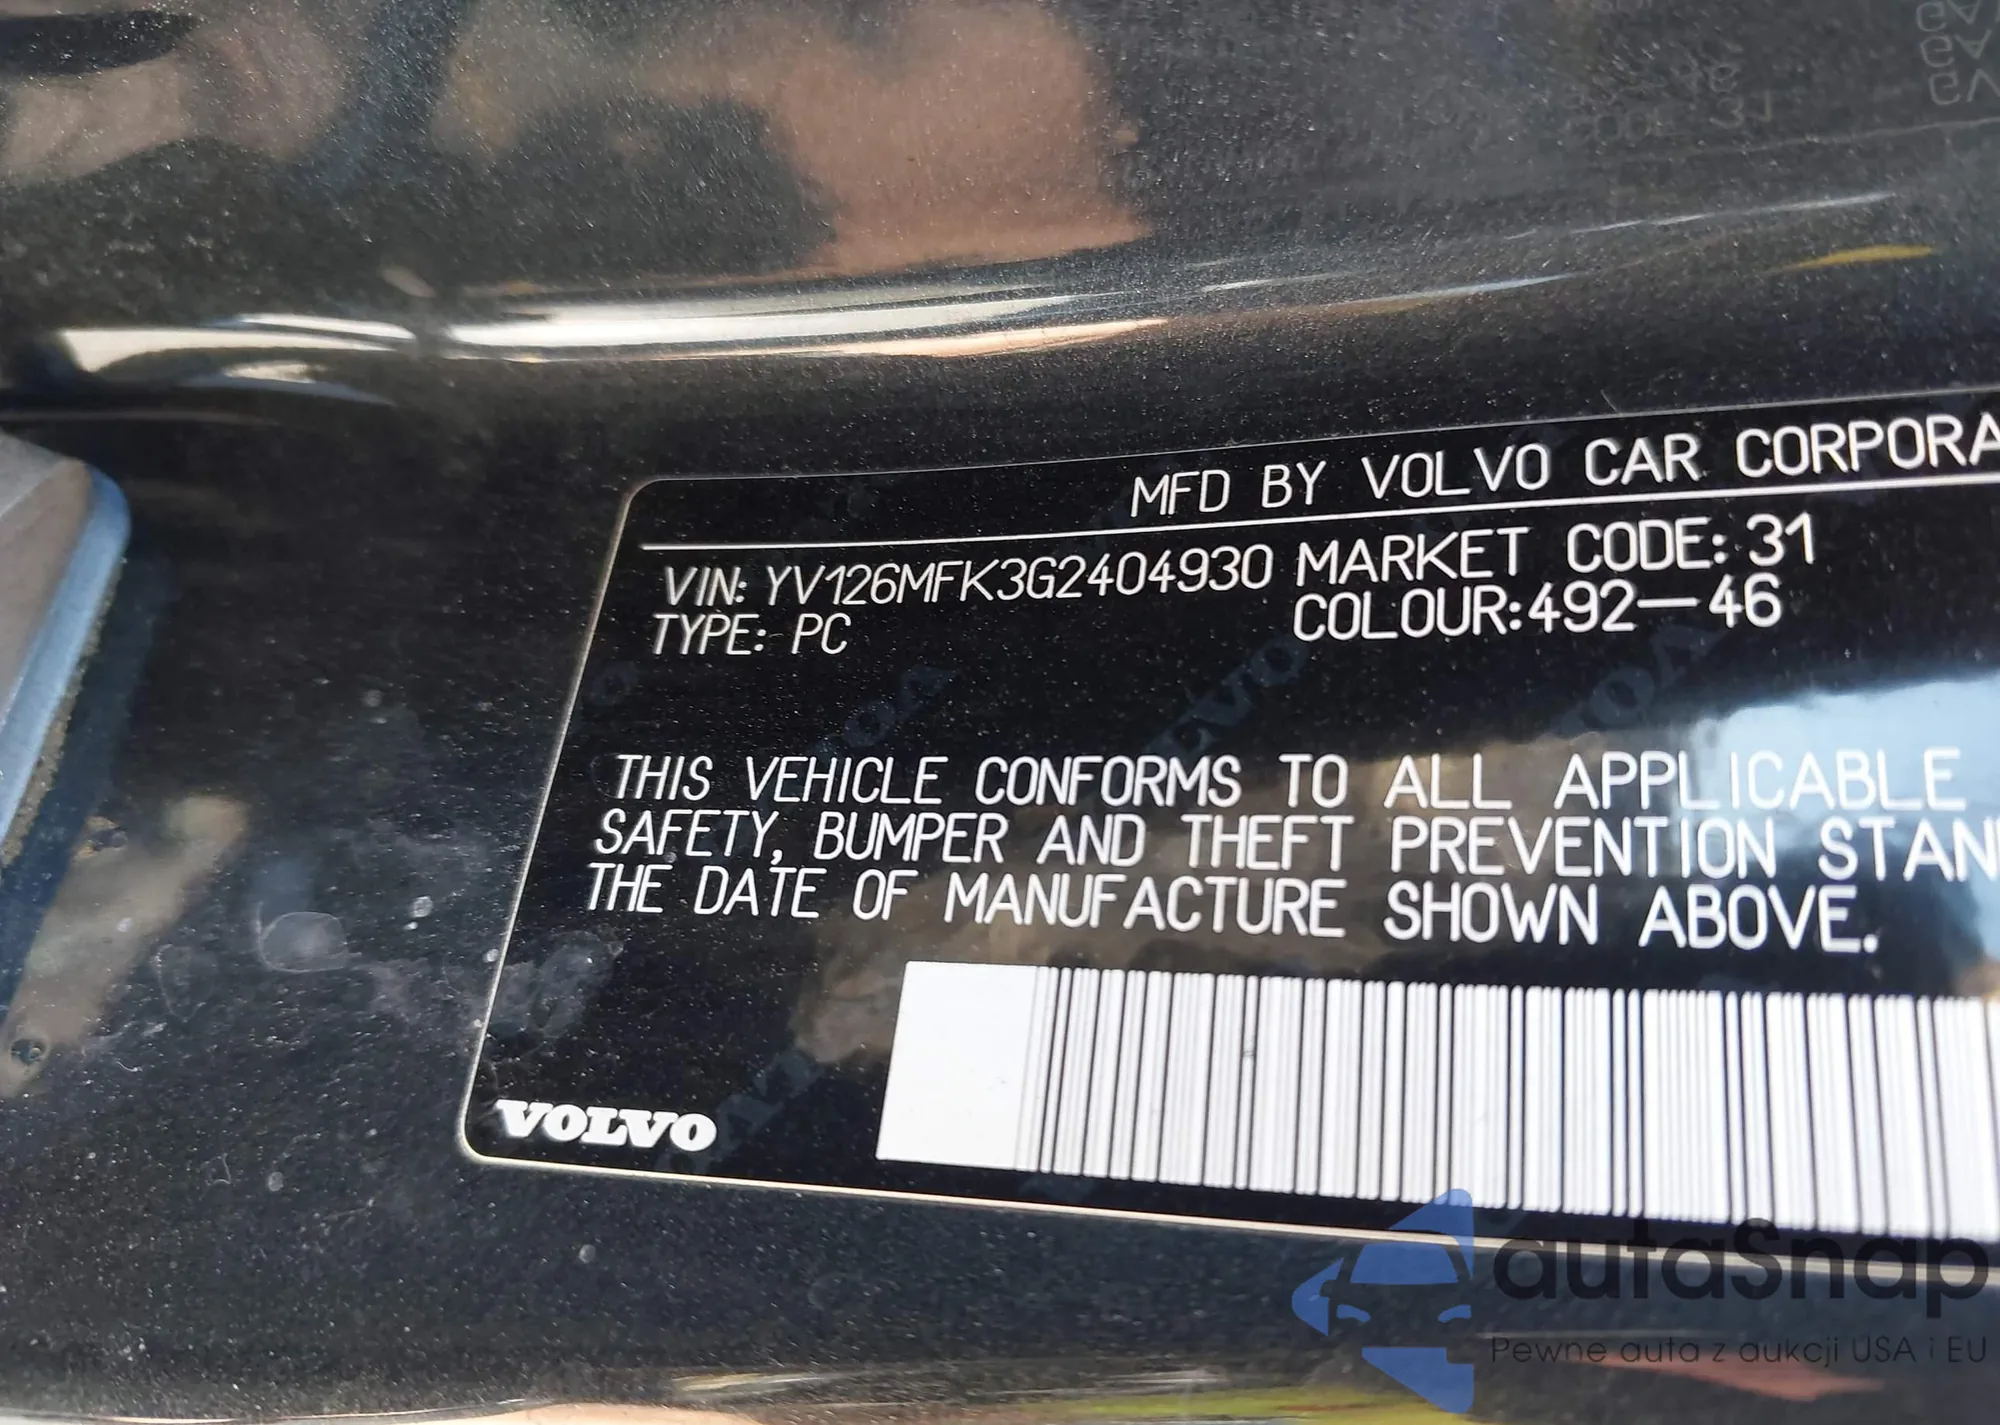 MFD BY VOLVO CAR CORPORA
VIN: YV126MFK3G2404930 MARKET CODE: 31
TYPE: PC COLOUR: 492-46
THIS VEHICLE CONFORMS TO ALL APPLICABLE
SAFETY, BUMPER AND THEFT PREVENTION STAN
THE DATE OF MANUFACTURE SHOWN ABOVE.
VOLVO
autaSnap
Pewne auta z aukcji USA i EU